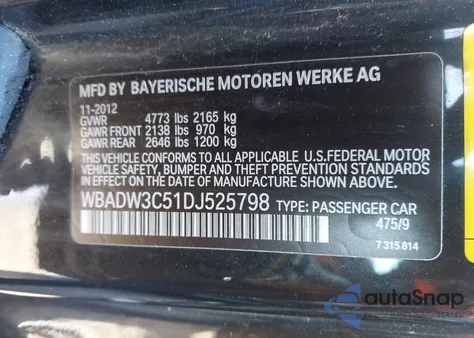 MFD BY BAYERISCHE MOTOREN WERKE AG
11-2012
GVWR 4773 lbs 2165 kg
GAWR FRONT 2138 lbs 970 kg
GAWR REAR 2646 lbs 1200 kg
THIS VEHICLE CONFORMS TO ALL APPLICABLE U.S.FEDERAL MOTOR
VEHICLE SAFETY, BUMPER AND THEFT PREVENTION STANDARDS
IN EFFECT ON THE DATE OF MANUFACTURE SHOWN ABOVE.
WBADW3C51DJ525798 TYPE: PASSENGER CAR
475/9
7 315 814
autoSnap